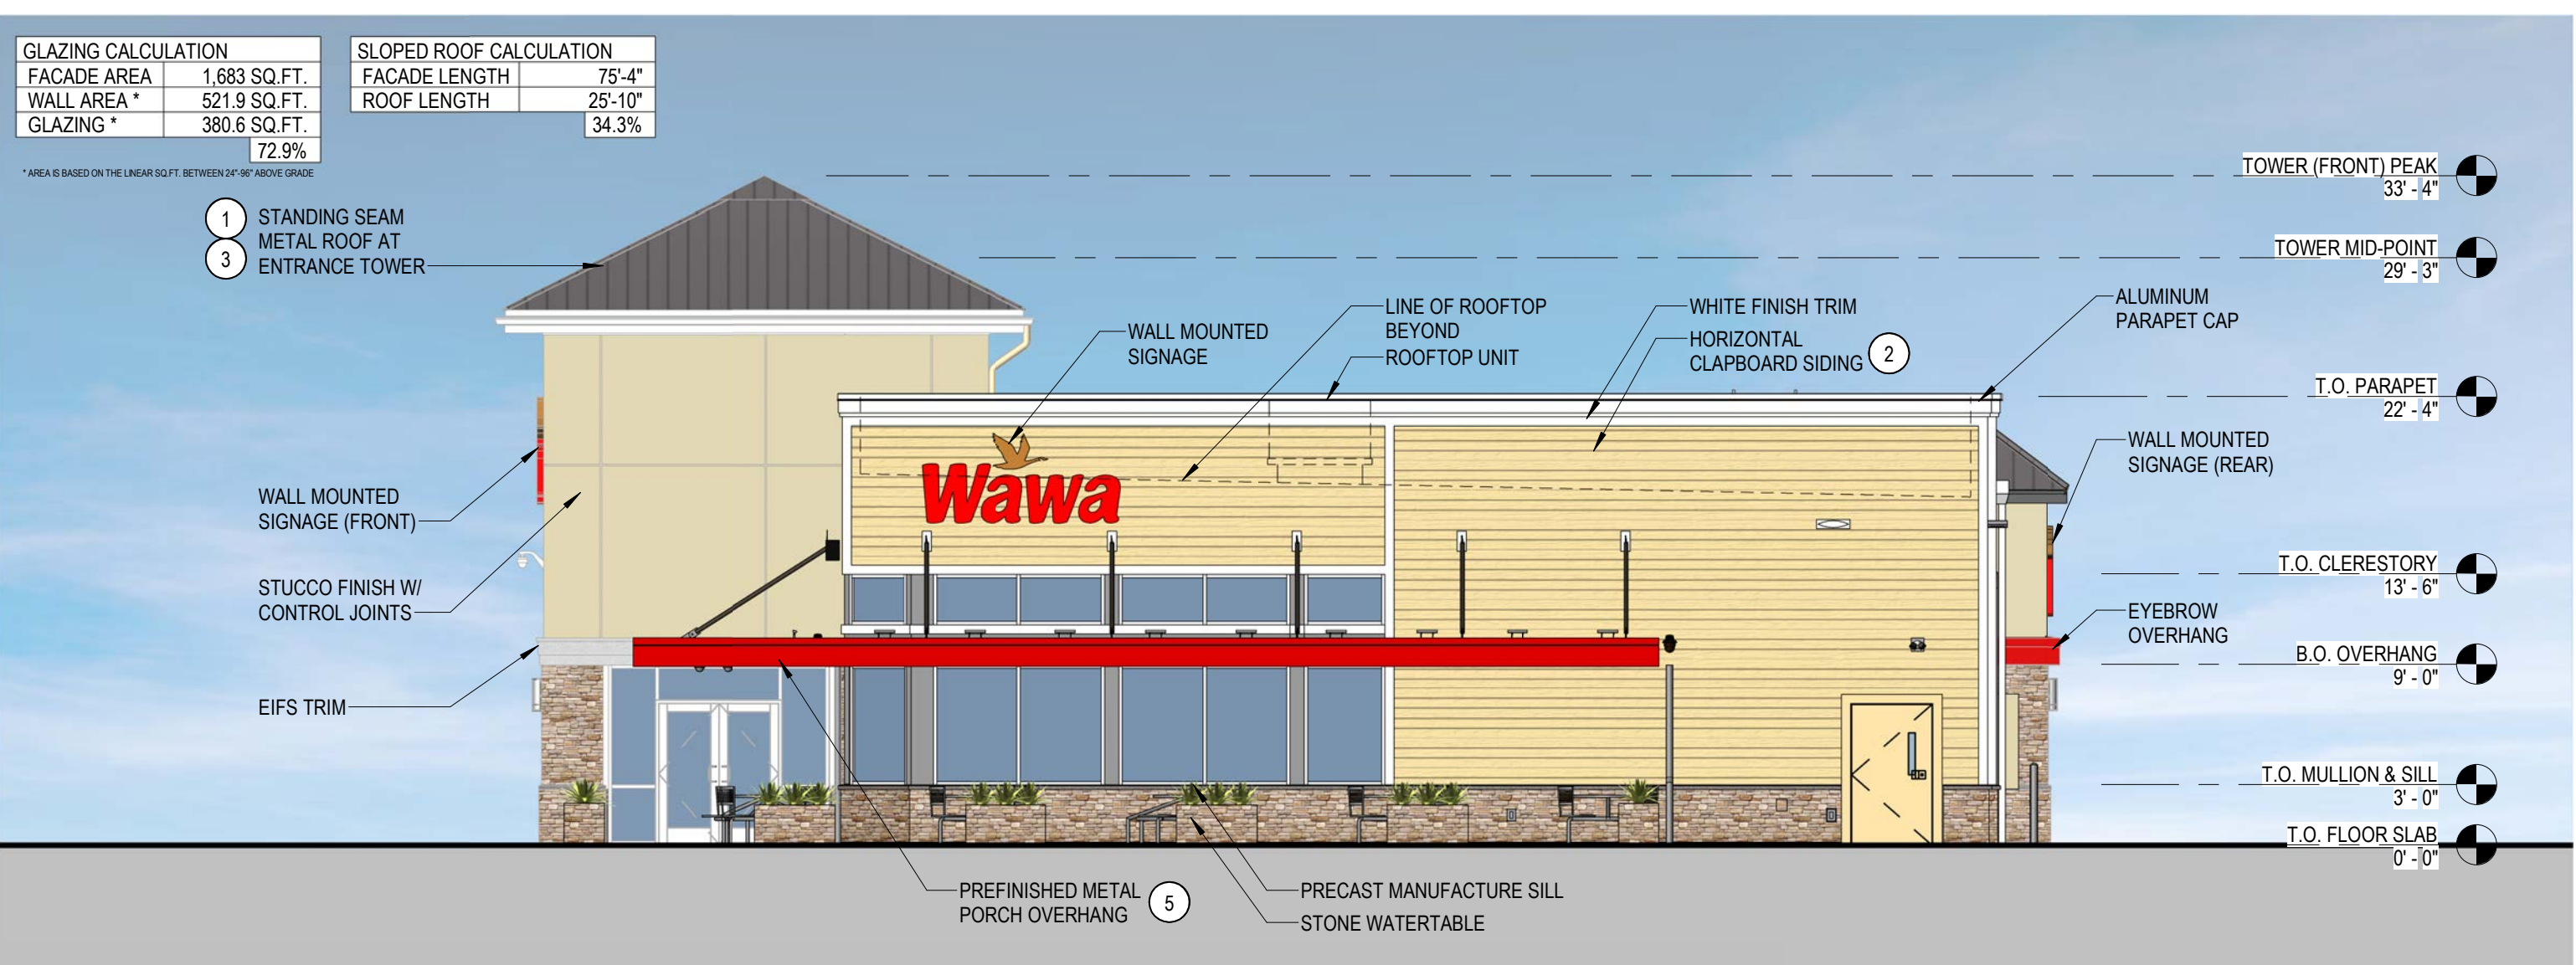 GLAZING CALCULATION
FACADE AREA 1,683 SQ.FT.
WALL AREA * 521.9 SQ.FT.
GLAZING * 380.6 SQ.FT.
72.9%
* AREA IS BASED ON THE LINEAR SQ.FT. BETWEEN 24"-96" ABOVE GRADE
SLOPED ROOF CALCULATION
FACADE LENGTH 75'-4"
ROOF LENGTH 25'-10"
34.3%
1
3
STANDING SEAM
METAL ROOF AT
ENTRANCE TOWER
WALL MOUNTED
SIGNAGE (FRONT)
STUCCO FINISH W/
CONTROL JOINTS
EIFS TRIM
WALL MOUNTED
SIGNAGE
LINE OF ROOFTOP
BEYOND
ROOFTOP UNIT
WHITE FINISH TRIM
HORIZONTAL
CLAPBOARD SIDING 2
ALUMINUM
PARAPET CAP
Wawa
WALL MOUNTED
SIGNAGE (REAR)
EYEBROW
OVERHANG
TOWER (FRONT) PEAK
33' - 4"
TOWER MID-POINT
29' - 3"
T.O. PARAPET
22' - 4"
T.O. CLERESTORY
13' - 6"
B.O. OVERHANG
9' - 0"
T.O. MULLION & SILL
3' - 0"
T.O. FLOOR SLAB
0' - 0"
PREFINISHED METAL
PORCH OVERHANG 5
PRECAST MANUFACTURE SILL
STONE WATERTABLE